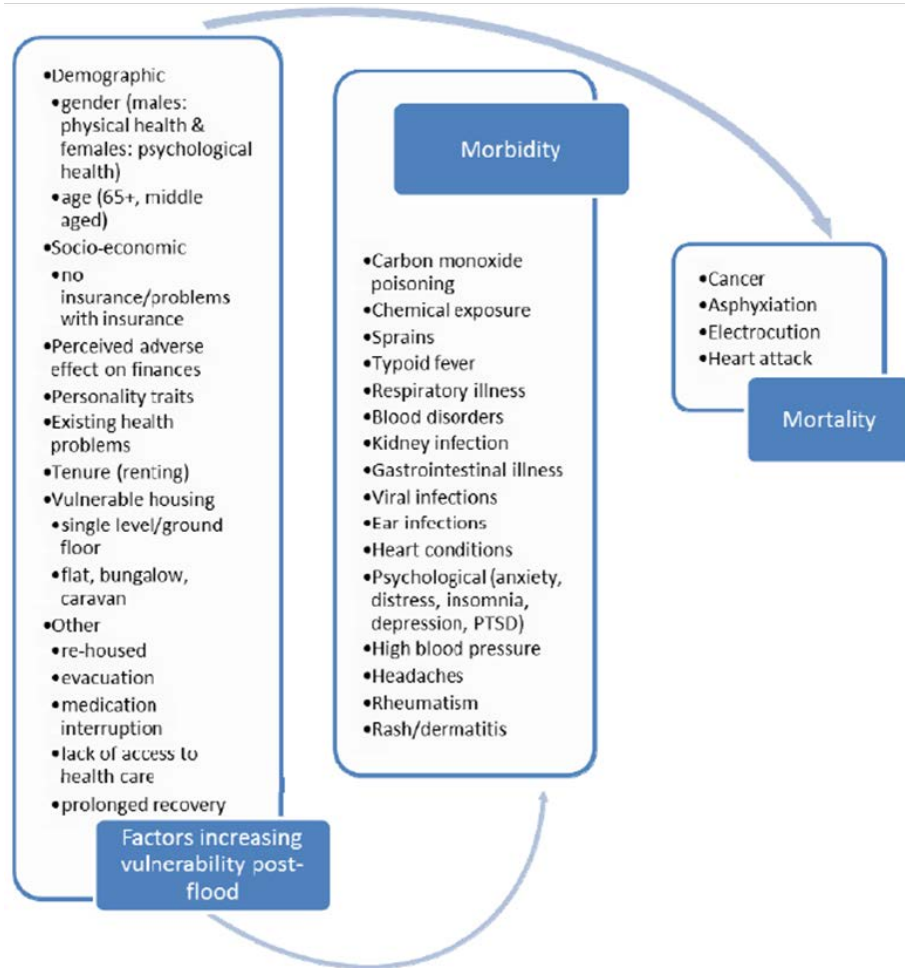 •Demographic
•gender (males:
physical health &
females: psychological
health)
•age (65+, middle
aged)
•Socio-economic
•no
insurance/problems
with insurance
•Perceived adverse
effect on finances
•Personality traits
•Existing health
problems
•Tenure (renting)
•Vulnerable housing
•single level/ground
floor
•flat, bungalow,
caravan
•Other
•re-housed
•evacuation
•medication
interruption
•lack of access to
health care
•prolonged recovery
Factors increasing
vulnerability post-
flood
Morbidity
•Carbon monoxide
poisoning
•Chemical exposure
•Sprains
•Typoid fever
•Respiratory illness
•Blood disorders
•Kidney infection
•Gastrointestinal illness
•Viral infections
•Ear infections
•Heart conditions
•Psychological (anxiety,
distress, insomnia,
depression, PTSD)
•High blood pressure
•Headaches
•Rheumatism
•Rash/dermatitis
•Cancer
•Asphyxiation
•Electrocution
•Heart attack
Mortality